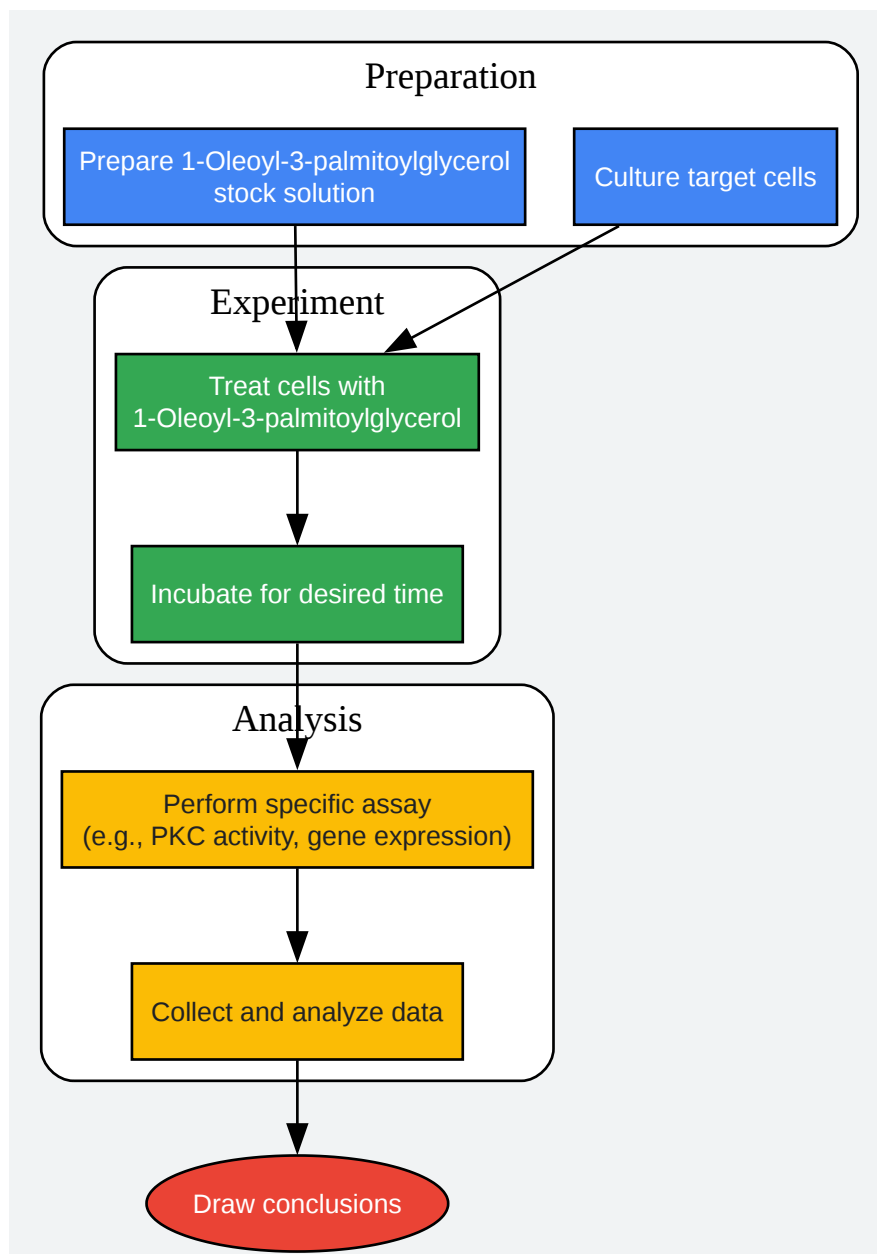 Preparation
Prepare 1-Oleoyl-3-palmitoylglycerol
stock solution
Culture target cells
Experiment
Treat cells with
1-Oleoyl-3-palmitoylglycerol
Incubate for desired time
Analysis
Perform specific assay
(e.g., PKC activity, gene expression)
Collect and analyze data
Draw conclusions